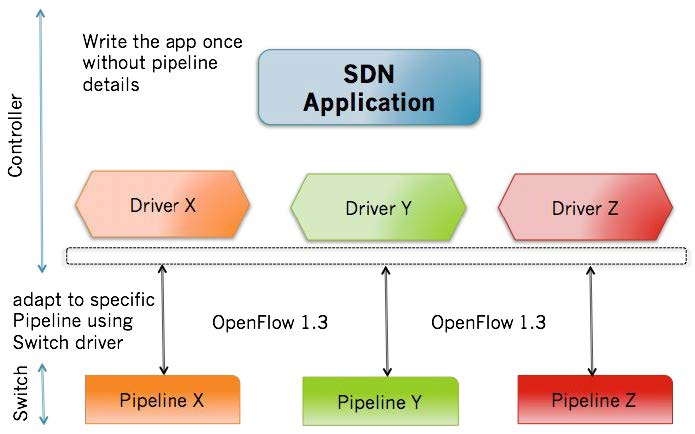 Write the app once
without pipeline
details
SDN
Application
Controller
Driver X
Driver Y
Driver Z
adapt to specific
Pipeline using
Switch driver
OpenFlow 1.3
OpenFlow 1.3
Switch
Pipeline X
Pipeline Y
Pipeline Z